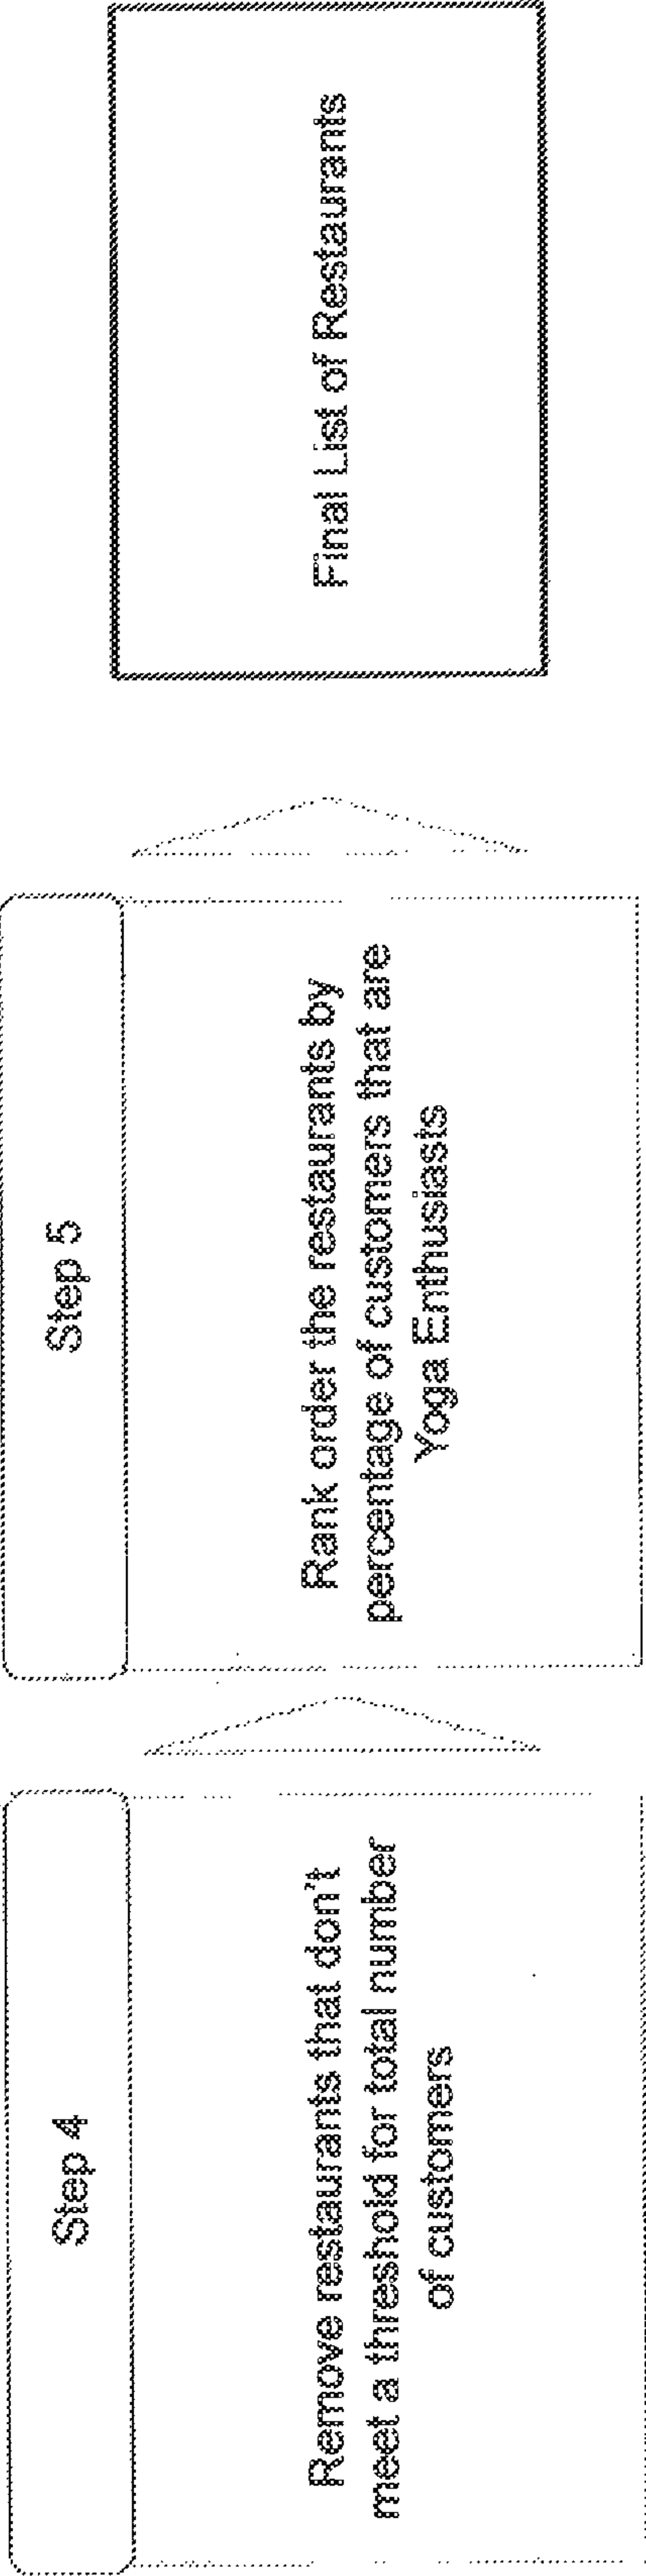 Step 4
Remove restaurants that don't
meet a threshold for total number
of customers
Step 5
Rank order the restaurants by
percentage of customers that are
Yoga Enthusiasts
Final List of Restaurants